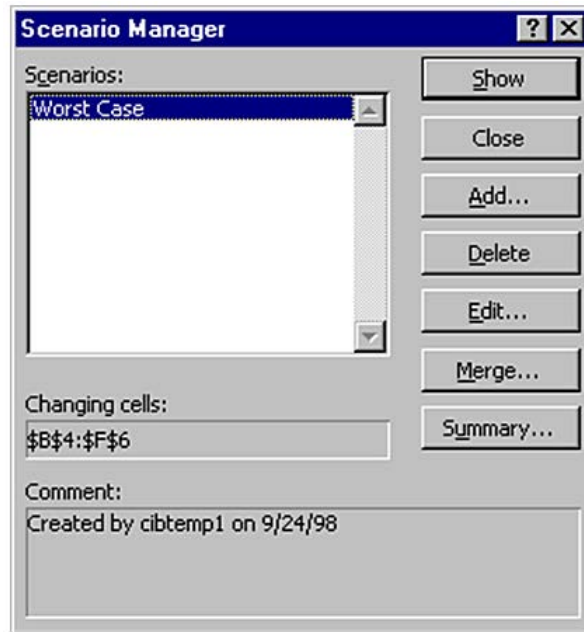 Scenario Manager
Scenarios:
Worst Case
Show
Close
Add...
Delete
Edit...
Merge...
Summary...
Changing cells:
$B$4:$F$6
Comment:
Created by cibtemp1 on 9/24/98